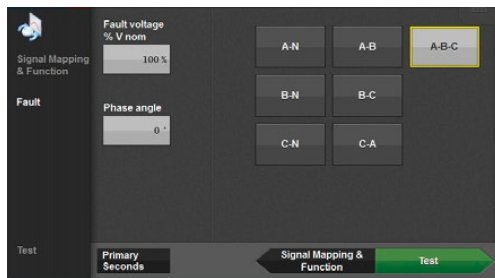 Signal Mapping
& Function
Fault
Test
Fault voltage
% V nom
100 %
Phase angle
0 °
A-N
A-B
A-B-C
B-N
B-C
C-N
C-A
Primary
Seconds
Signal Mapping &
Function
Test